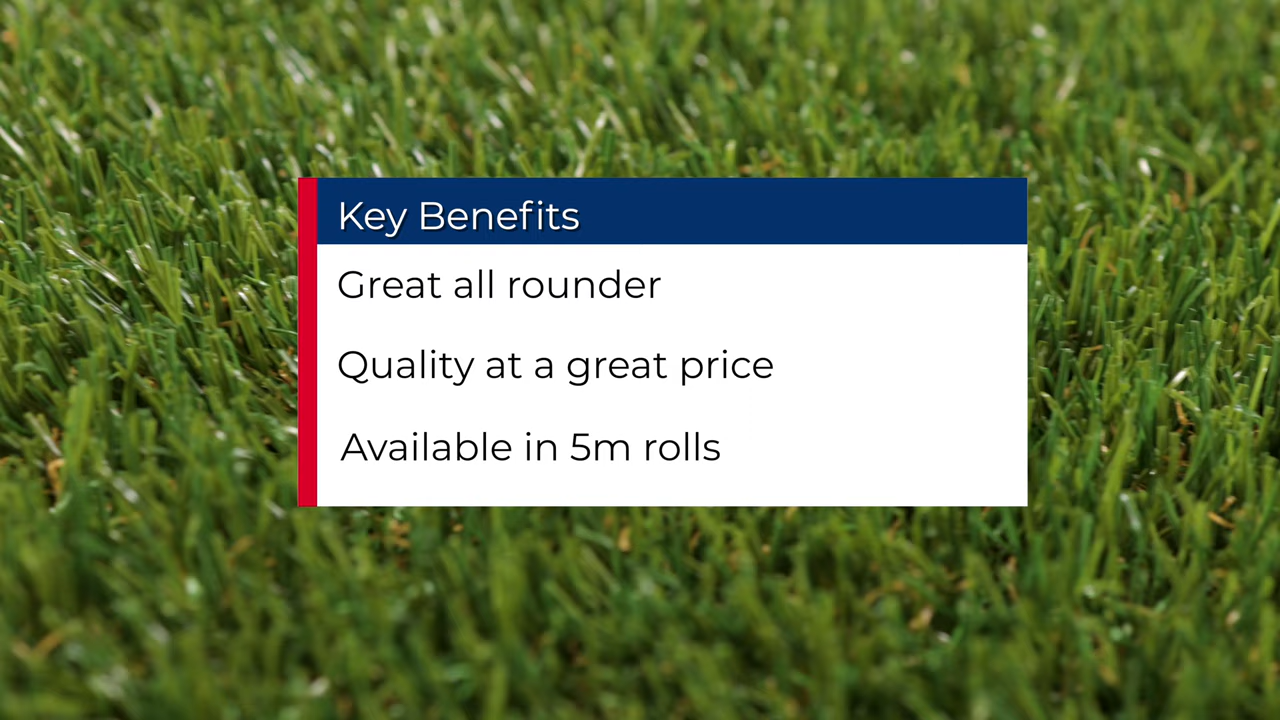 Key Benefits
Great all rounder
Quality at a great price
Available in 5m rolls